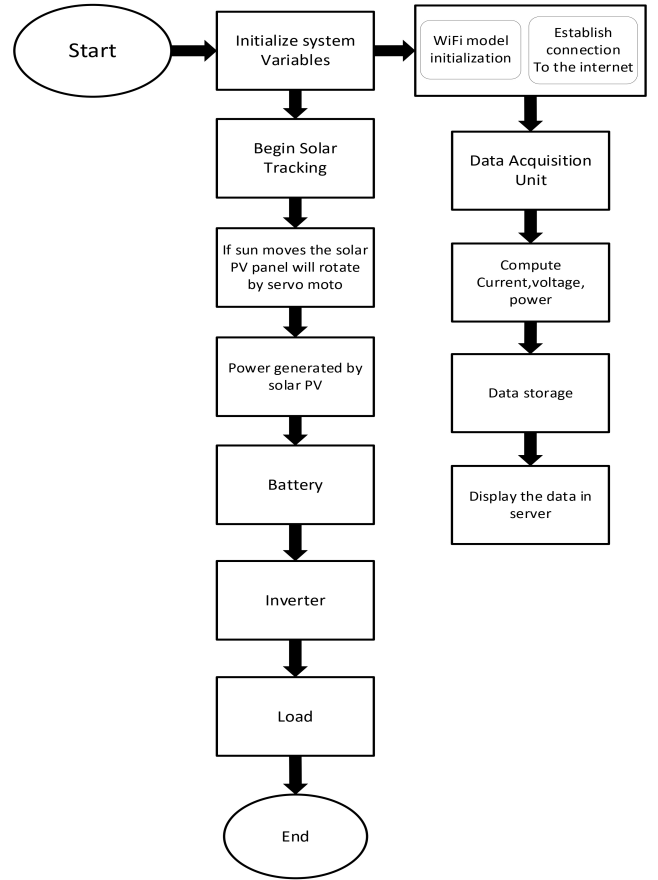 Start
Initialize system
Variables
WiFi model
initialization
Establish
connection
To the internet
Begin Solar
Tracking
If sun moves the solar
PV panel will rotate
by servo moto
Power generated by
solar PV
Battery
Inverter
Load
End
Data Acquisition
Unit
Compute
Current,voltage,
power
Data storage
Display the data in
server